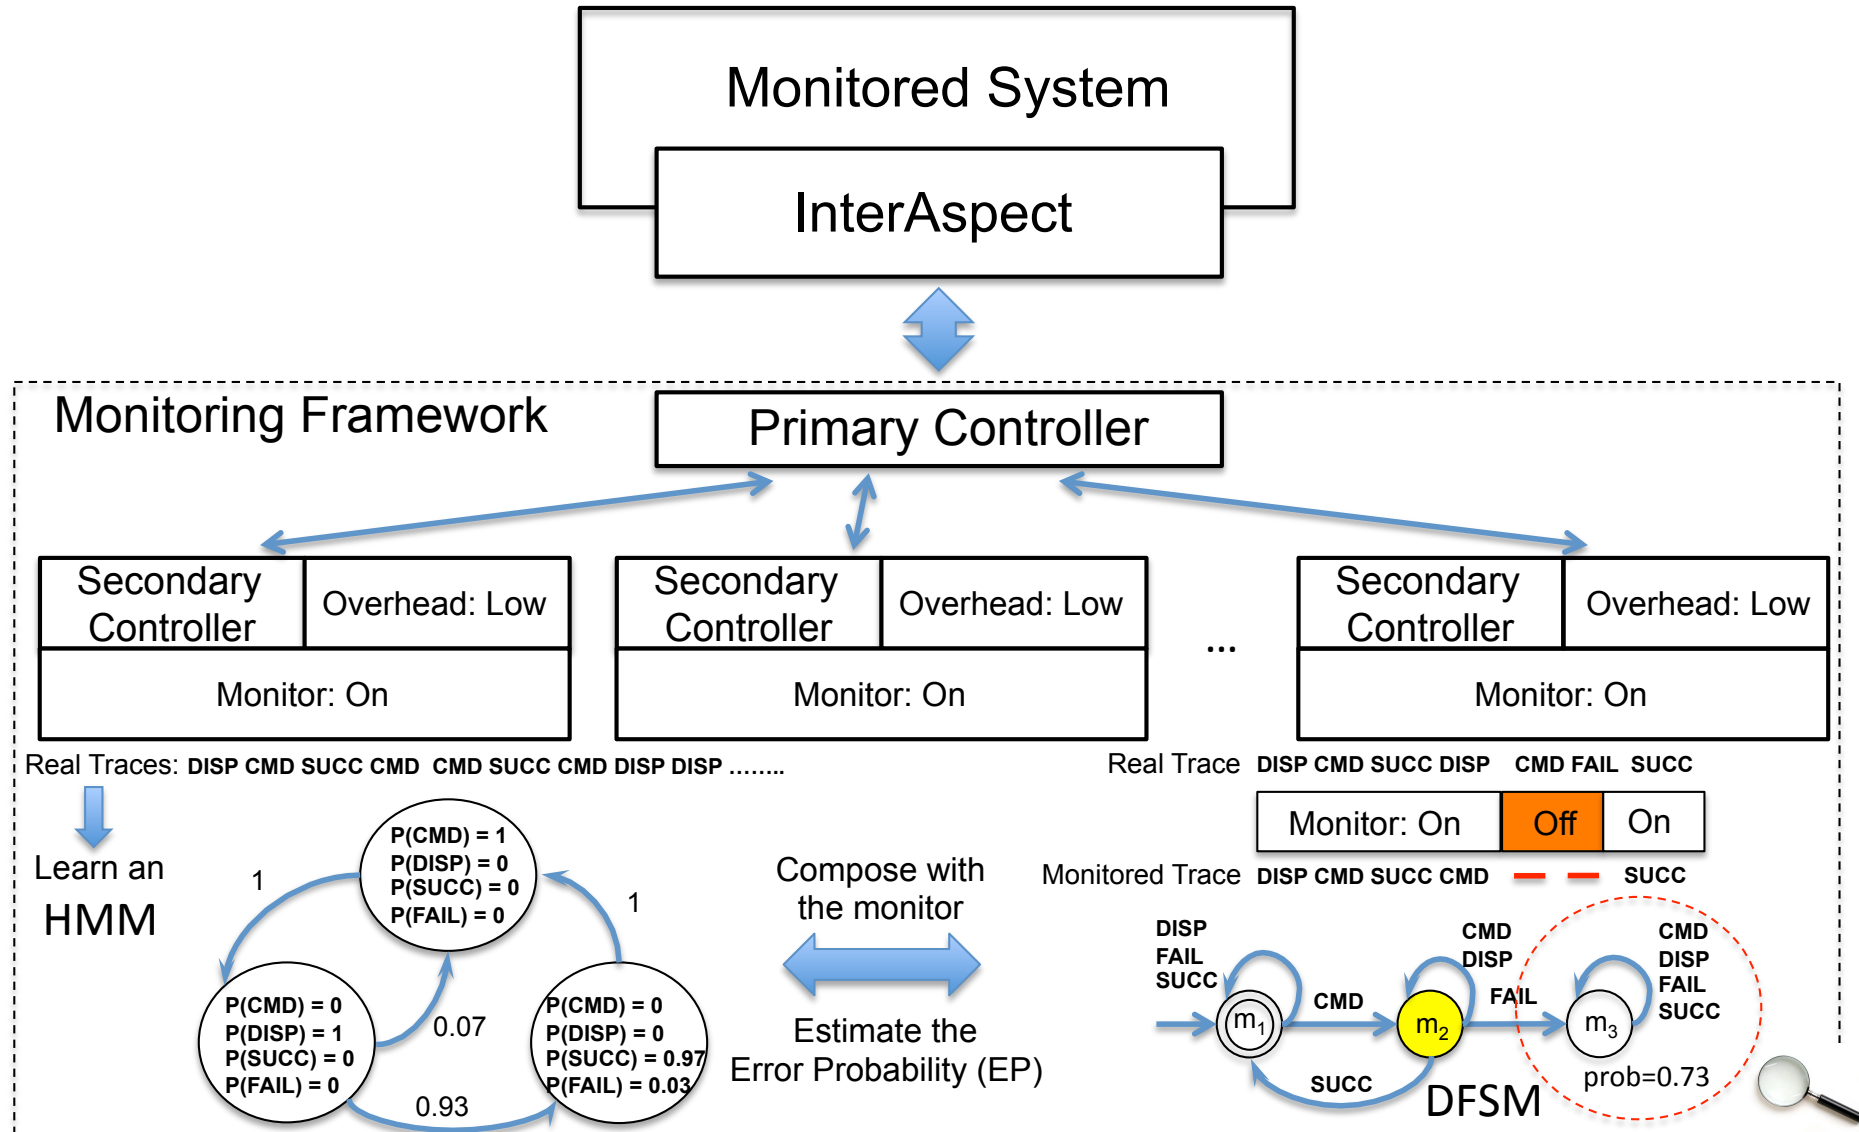 Monitored System
InterAspect
Monitoring Framework
Primary Controller
Secondary
Controller
Overhead: Low
Monitor: On
Secondary
Controller
Overhead: Low
Monitor: On
...
Secondary
Controller
Overhead: Low
Monitor: On
Real Traces: DISP CMD SUCC CMD CMD SUCC CMD DISP DISP ........
Learn an
HMM
P(CMD) = 1
P(DISP) = 0
P(SUCC) = 0
P(FAIL) = 0
1
1
P(CMD) = 0
P(DISP) = 1
P(SUCC) = 0
P(FAIL) = 0
0.07
0.93
P(CMD) = 0
P(DISP) = 0
P(SUCC) = 0.97
P(FAIL) = 0.03
Compose with
the monitor
Estimate the
Error Probability (EP)
Real Trace DISP CMD SUCC DISP CMD FAIL SUCC
Monitor: On Off On
Monitored Trace DISP CMD SUCC CMD — — SUCC
DISP
FAIL
SUCC
CMD
DISP
CMD
DISP
FAIL
SUCC
m1
CMD
m2
FAIL
m3
SUCC
DFSM
prob=0.73